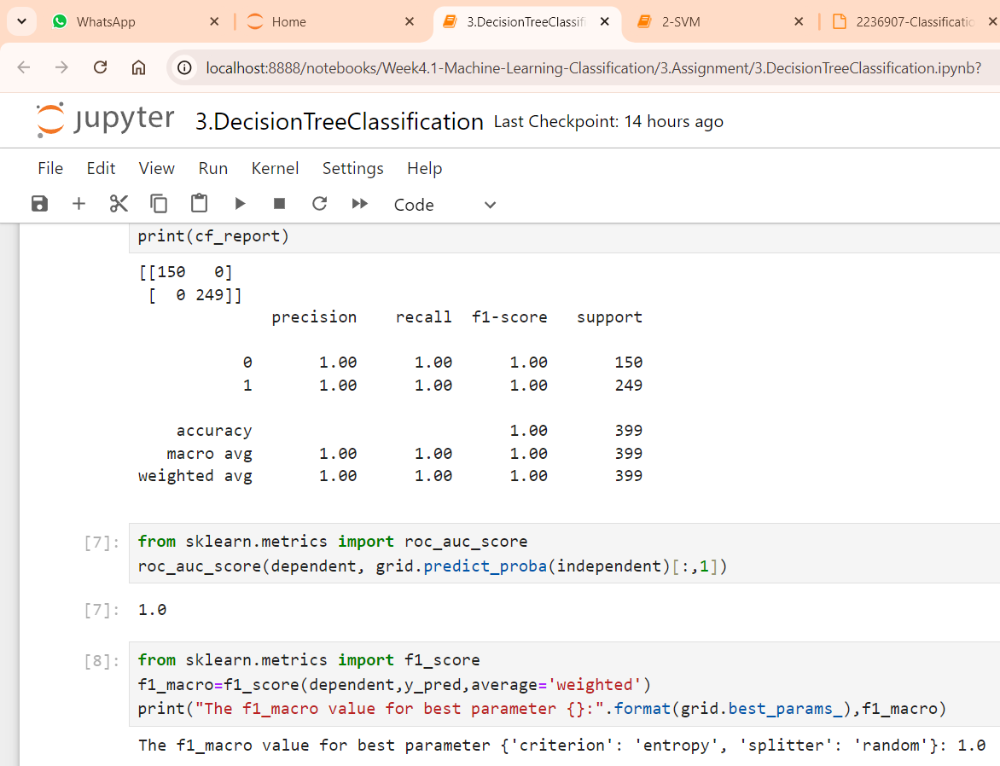 WhatsApp
Home
3.DecisionTreeClassifi
2-SVM
2236907-Classificatio
localhost:8888/notebooks/Week4.1-Machine-Learning-Classification/3.Assignment/3.DecisionTreeClassification.ipynb?
jupyter 3.DecisionTreeClassification Last Checkpoint: 14 hours ago
File Edit View Run Kernel Settings Help
Code
print(cf_report)
[[150   0]
 [  0 249]]
              precision    recall  f1-score   support
           0       1.00      1.00      1.00       150
           1       1.00      1.00      1.00       249
    accuracy                           1.00       399
   macro avg       1.00      1.00      1.00       399
weighted avg       1.00      1.00      1.00       399
[7]: from sklearn.metrics import roc_auc_score
roc_auc_score(dependent, grid.predict_proba(independent)[:,1])
[7]: 1.0
[8]: from sklearn.metrics import f1_score
f1_macro=f1_score(dependent,y_pred,average='weighted')
print("The f1_macro value for best parameter {}:".format(grid.best_params_),f1_macro)
The f1_macro value for best parameter {'criterion': 'entropy', 'splitter': 'random'}: 1.0